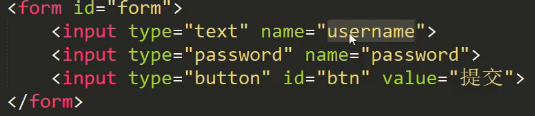 <form id="form">
<input type="text" name="username">
<input type="password" name="password">
<input type="button" id="btn" value="提交">
</form>